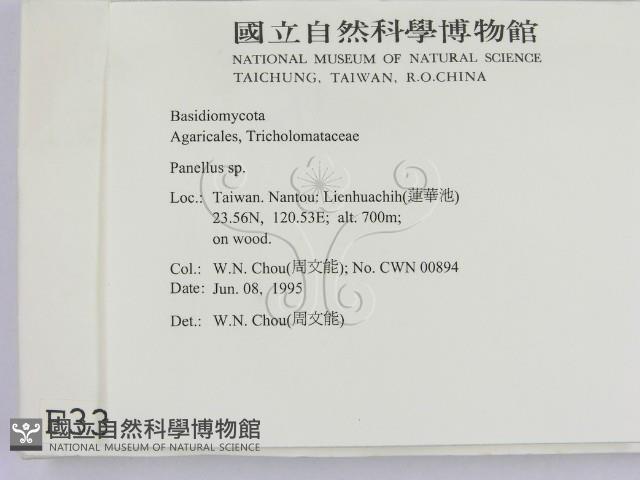 國立自然科學博物館
NATIONAL MUSEUM OF NATURAL SCIENCE
TAICHUNG, TAIWAN, R.O.CHINA
Basidiomycota
Agaricales, Tricholomataceae
Panellus sp.
Loc.: Taiwan. Nantou: Lienhuachih(蓮華池)
23.56N, 120.53E; alt. 700m;
on wood.
Col.: W.N. Chou(周文能); No. CWN 00894
Date: Jun. 08, 1995
Det.: W.N. Chou(周文能)
國立自然科學博物館
NATIONAL MUSEUM OF NATURAL SCIENCE